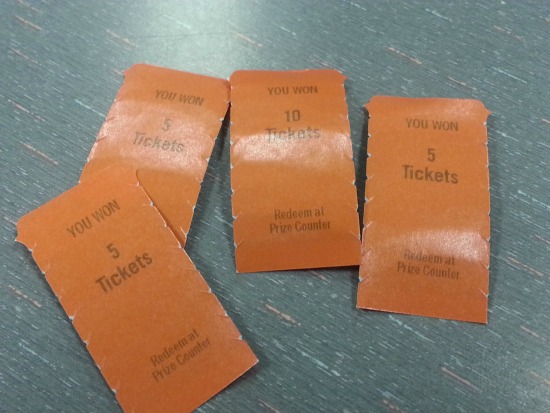 YOU WON
5
Tickets
YOU WON
10
Tickets
Redeem at
Prize Counter
YOU WON
5
Tickets
Redeem at
Prize Counter
YOU WON
5
Tickets
Redeem at
Prize Counter